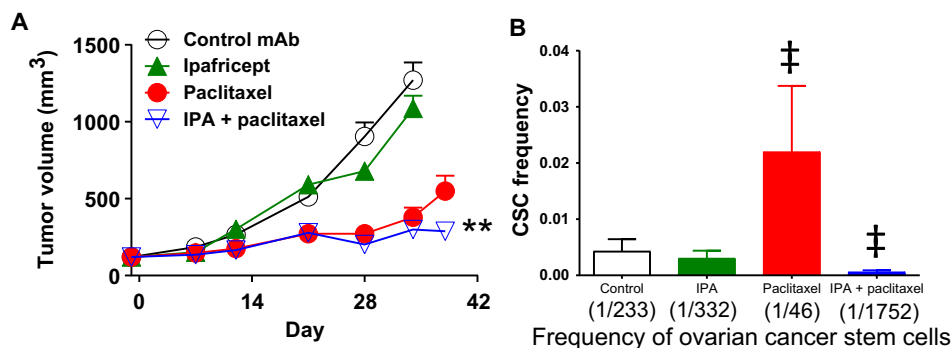 A
Tumor volume (mm3)
1500
1000
500
0
0 14 28 42
Day
Control mAb
Ipafricept
Paclitaxel
IPA + paclitaxel
**
B
CSC frequency
0.04
0.03
0.02
0.01
0.00
‡
‡
Control IPA Paclitaxel IPA + paclitaxel
(1/233) (1/332) (1/46) (1/1752)
Frequency of ovarian cancer stem cells